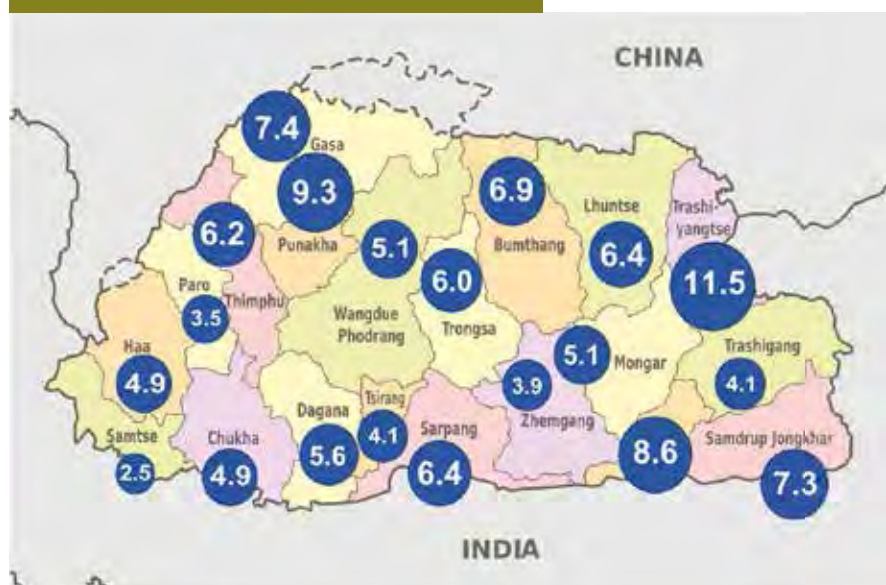 CHINA
7.4
Gasa
9.3
6.9
Lhuntse
Trashi-
yangtse
6.2
Punakha
5.1
Bumthang
6.4
6.0
11.5
Paro
3.5
Thimphu
Wangdue
Phodrang
Trongsa
Haa
4.9
5.1
Mongar
Trashigang
4.1
3.9
Zhemgang
Dagana
Tsirang
4.1
Sarpang
Samtse
2.5
Chukha
4.9
5.6
6.4
8.6
Samdrup Jongkhar
7.3
INDIA